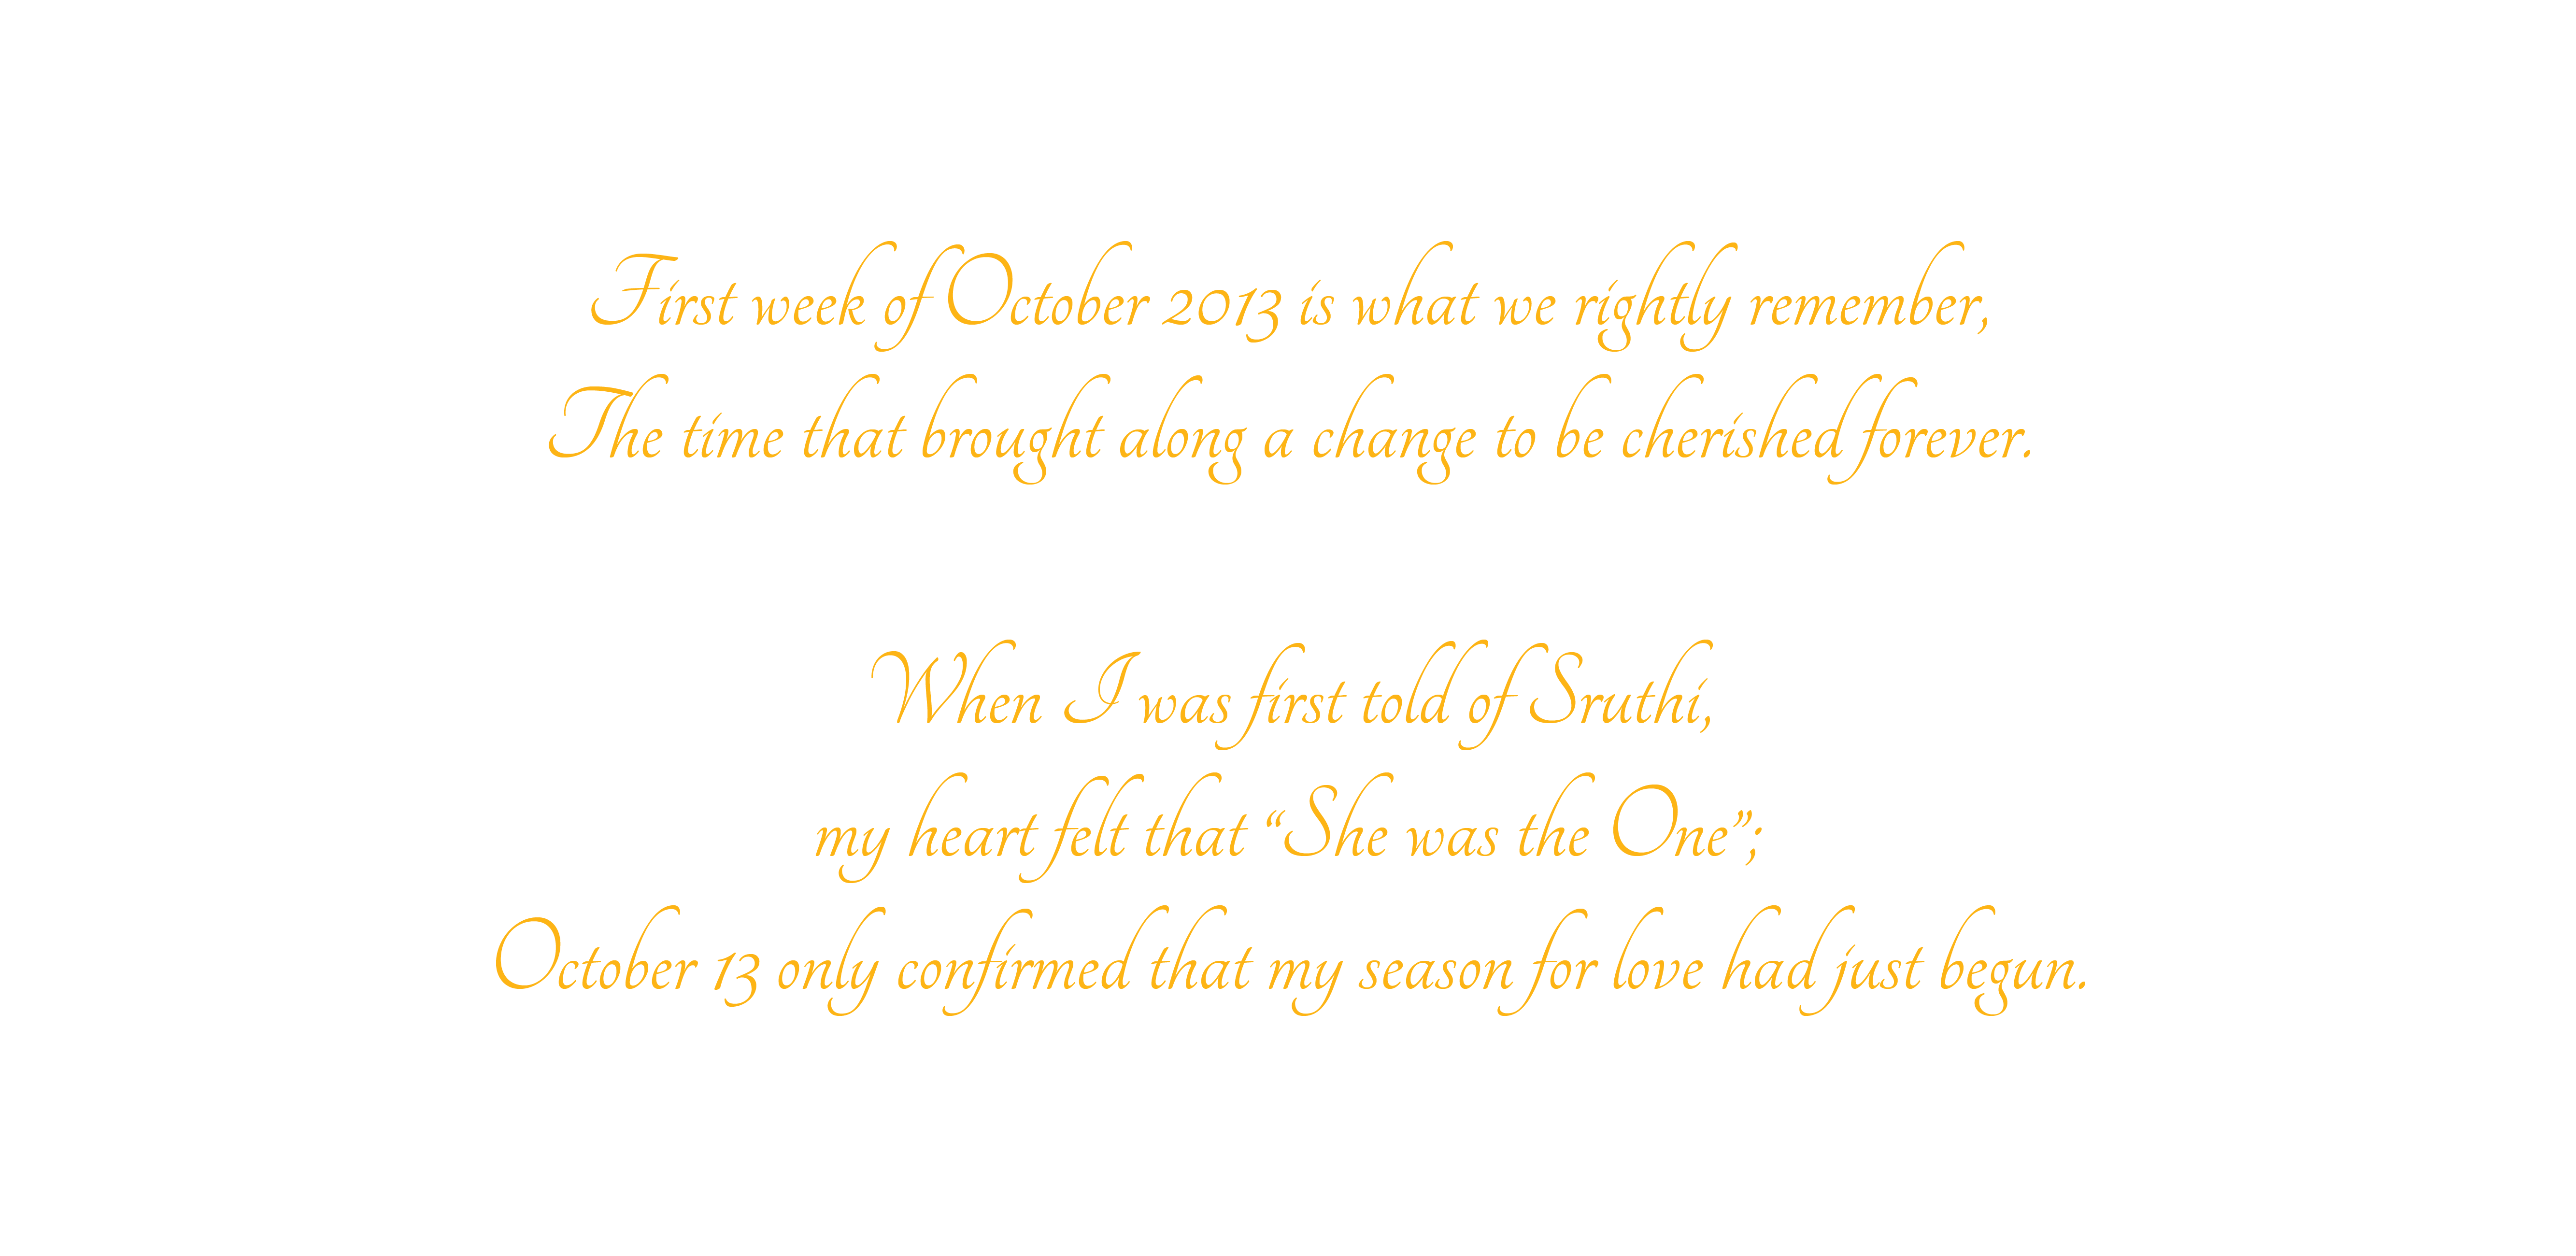 First week of October 2013 is what we rightly remember,
The time that brought along a change to be cherished forever.
When I was first told of Sruthi,
my heart felt that “She was the One”;
October 13 only confirmed that my season for love had just begun.